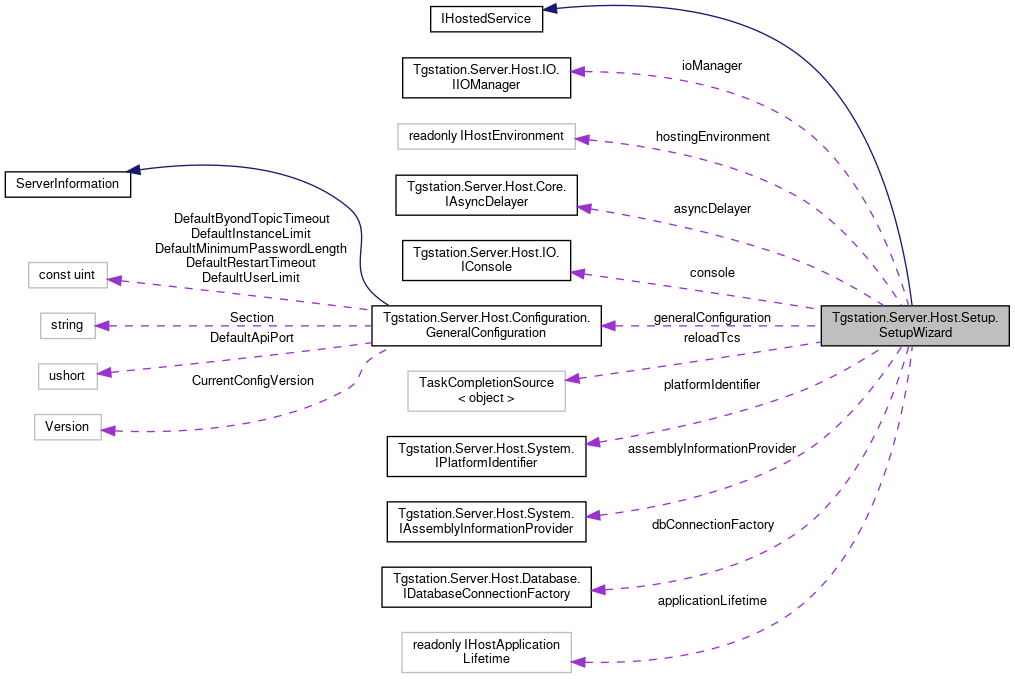 IHostedService
Tgstation.Server.Host.IO.
IIOManager
ioManager
readonly IHostEnvironment
hostingEnvironment
ServerInformation
Tgstation.Server.Host.Core.
IAsyncDelayer
asyncDelayer
DefaultByondTopicTimeout
DefaultInstanceLimit
DefaultMinimumPasswordLength
DefaultRestartTimeout
DefaultUserLimit
const uint
Tgstation.Server.Host.IO.
IConsole
console
string
Section
Tgstation.Server.Host.Configuration.
GeneralConfiguration
generalConfiguration
Tgstation.Server.Host.Setup.
SetupWizard
DefaultApiPort
reloadTcs
ushort
CurrentConfigVersion
TaskCompletionSource
< object >
platformIdentifier
Version
Tgstation.Server.Host.System.
IPlatformIdentifier
assemblyInformationProvider
Tgstation.Server.Host.System.
IAssemblyInformationProvider
dbConnectionFactory
Tgstation.Server.Host.Database.
IDatabaseConnectionFactory
applicationLifetime
readonly IHostApplication
Lifetime